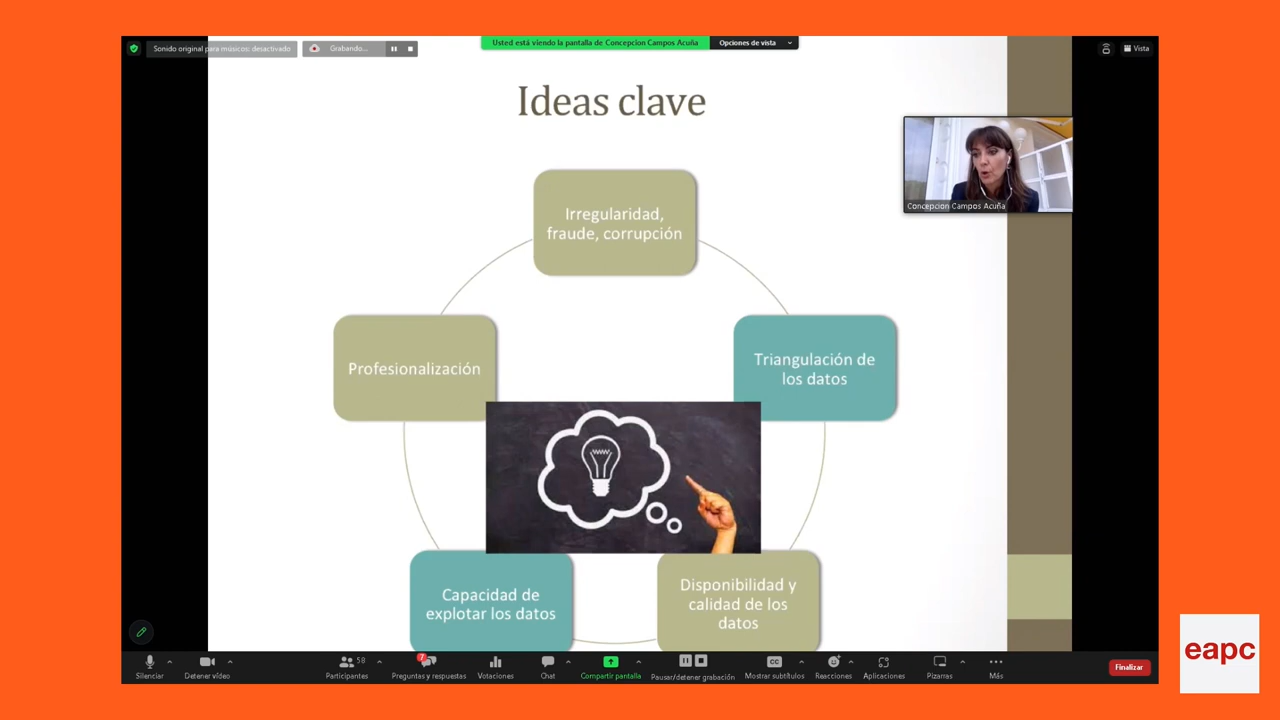 Sonido original para músicos: desactivado
Grabando...
Usted está viendo la pantalla de Concepcion Campos Acuña
Opciones de vista
Vista
Ideas clave
Concepcion Campos Acuña
Irregularidad,
fraude, corrupción
Profesionalización
Triangulación de
los datos
Capacidad de
explotar los datos
Disponibilidad y
calidad de los
datos
Silenciar
Detener vídeo
58
Participantes
7
Preguntas y respuestas
Votaciones
Chat
Compartir pantalla
Pausar/detener grabación
CC
Mostrar subtítulos
Reacciones
Aplicaciones
Pizarras
Más
Finalizar
eapc